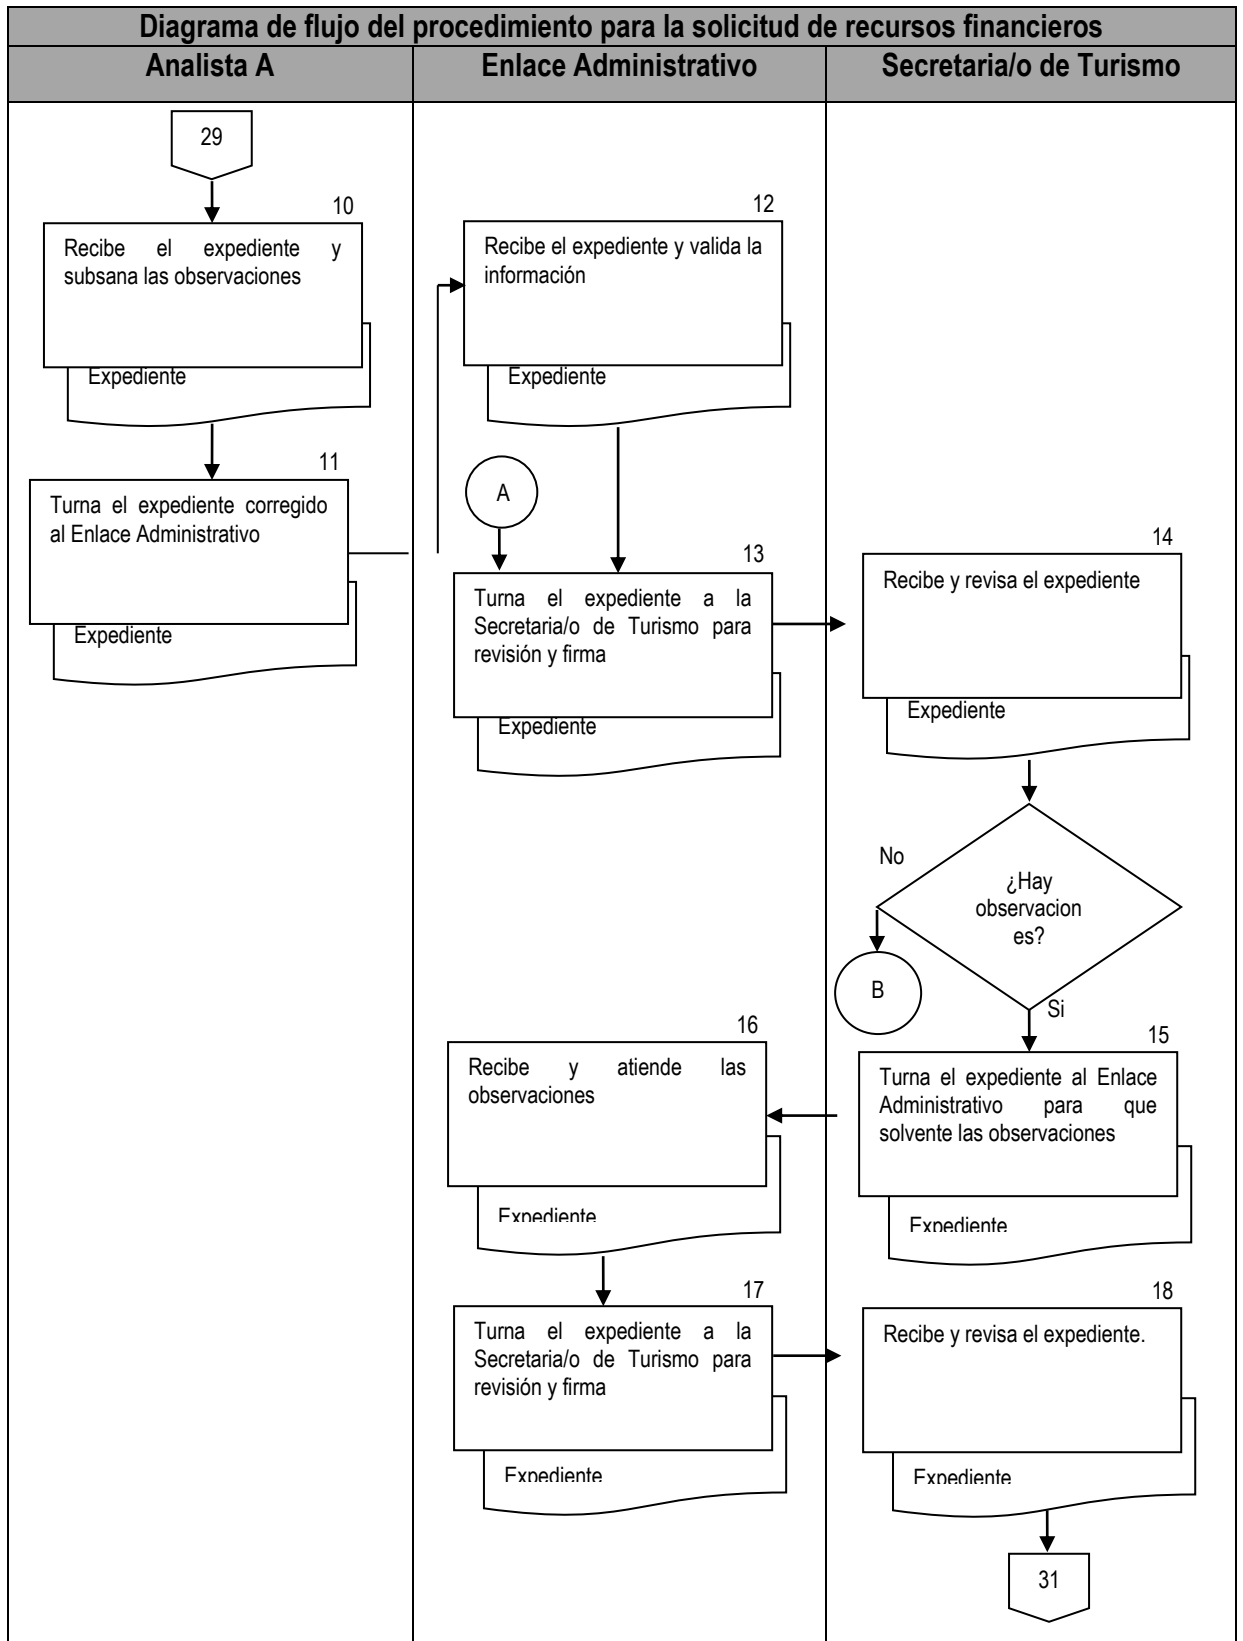 Diagrama de flujo del procedimiento para la solicitud de recursos financieros
Analista A
Enlace Administrativo
Secretaria/o de Turismo
29
10
Recibe el expediente y
subsana las observaciones
Expediente
11
Turna el expediente corregido
al Enlace Administrativo
Expediente
12
Recibe el expediente y valida la
información
Expediente
A
13
Turna el expediente a la
Secretaria/o de Turismo para
revisión y firma
Expediente
14
Recibe y revisa el expediente
Expediente
No
¿Hay
observacion
es?
B
Si
15
Turna el expediente al Enlace
Administrativo para que
solvente las observaciones
Expediente
16
Recibe y atiende las
observaciones
Expediente
17
Turna el expediente a la
Secretaria/o de Turismo para
revisión y firma
Expediente
18
Recibe y revisa el expediente.
Expediente
31